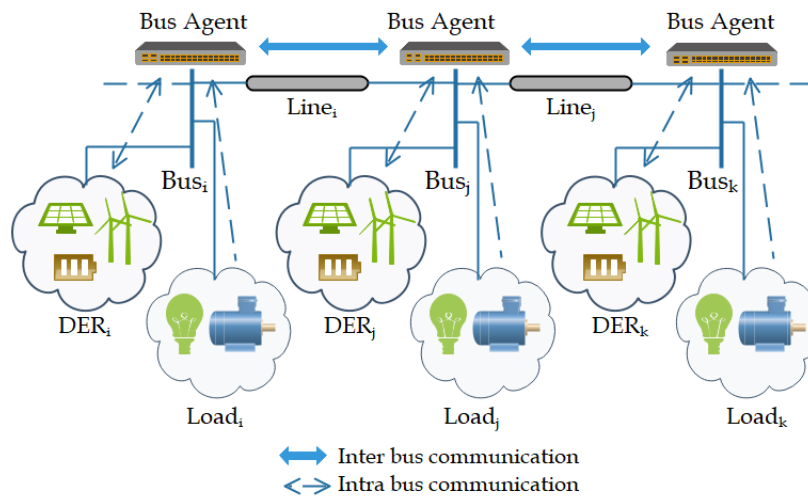 Bus Agent Bus Agent Bus Agent
Lineᵢ Lineⱼ
Busᵢ Busⱼ Busₖ
DERᵢ DERⱼ DERₖ
Loadᵢ Loadⱼ Loadₖ
Inter bus communication
Intra bus communication